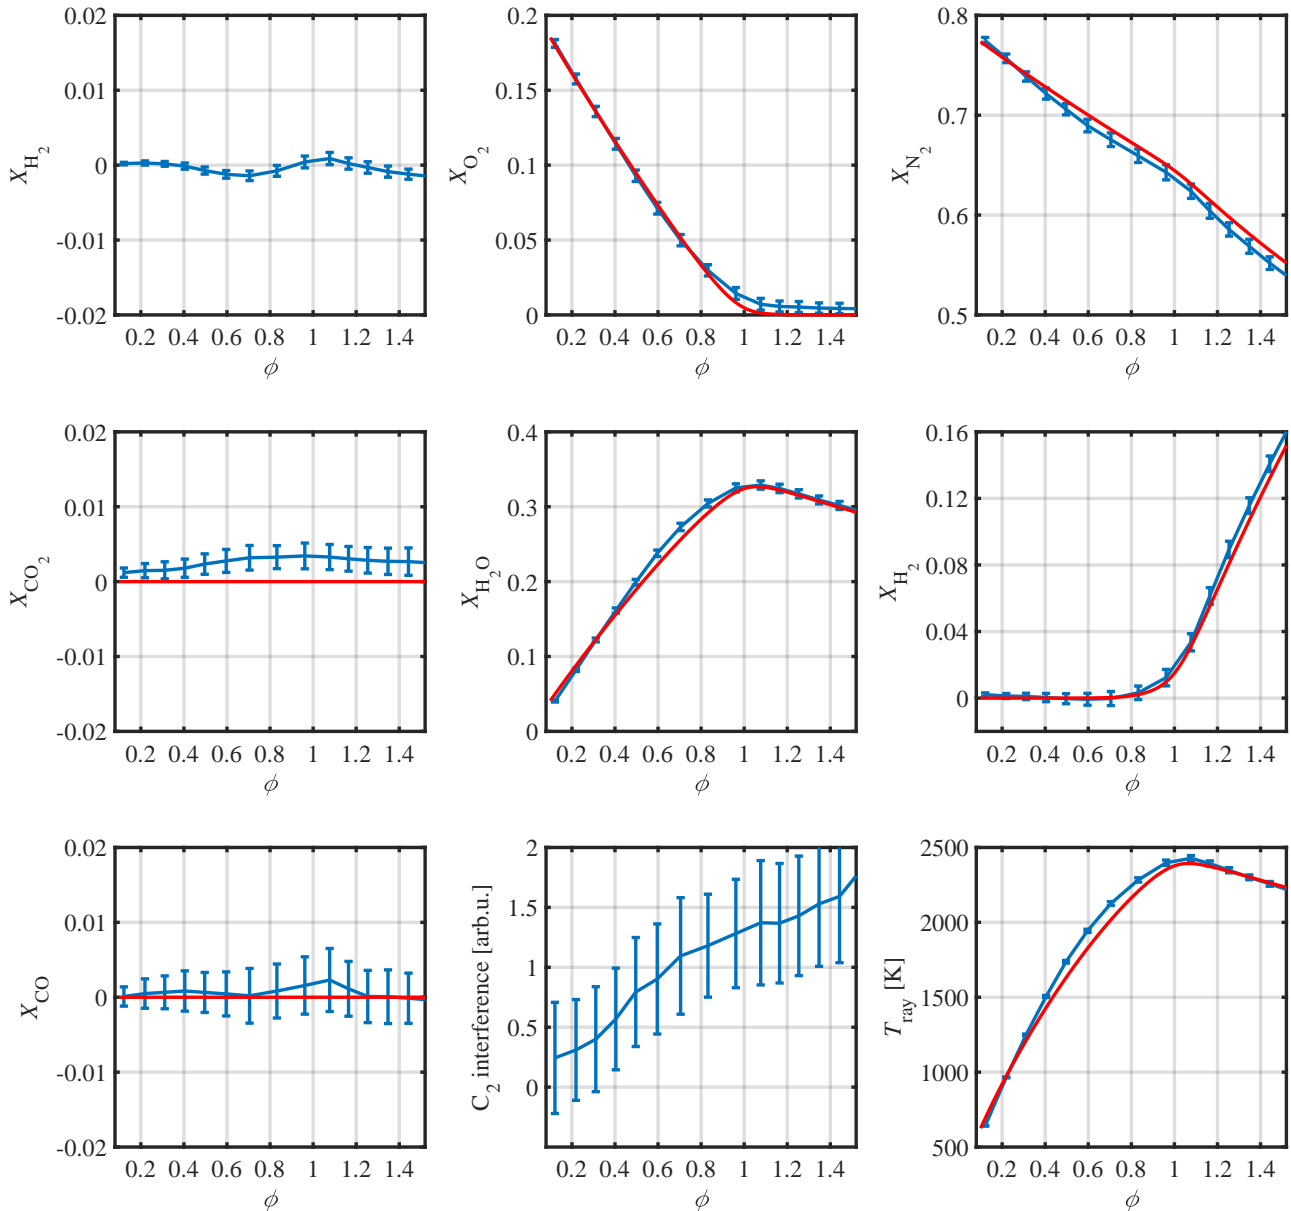 0.02
0.01
0
-0.01
-0.02
X_H2
0.2 0.4 0.6 0.8 1 1.2 1.4
ϕ
0.2
0.15
0.1
0.05
0
X_O2
0.2 0.4 0.6 0.8 1 1.2 1.4
ϕ
0.8
0.7
0.6
0.5
X_N2
0.2 0.4 0.6 0.8 1 1.2 1.4
ϕ
0.02
0.01
0
-0.01
-0.02
X_CO2
0.2 0.4 0.6 0.8 1 1.2 1.4
ϕ
0.4
0.3
0.2
0.1
0
X_H2O
0.2 0.4 0.6 0.8 1 1.2 1.4
ϕ
0.16
0.12
0.08
0.04
0
X_H2
0.2 0.4 0.6 0.8 1 1.2 1.4
ϕ
0.02
0.01
0
-0.01
-0.02
X_CO
0.2 0.4 0.6 0.8 1 1.2 1.4
ϕ
2
1.5
1
0.5
0
C2 interference [arb.u.]
0.2 0.4 0.6 0.8 1 1.2 1.4
ϕ
2500
2000
1500
1000
500
T_ray [K]
0.2 0.4 0.6 0.8 1 1.2 1.4
ϕ